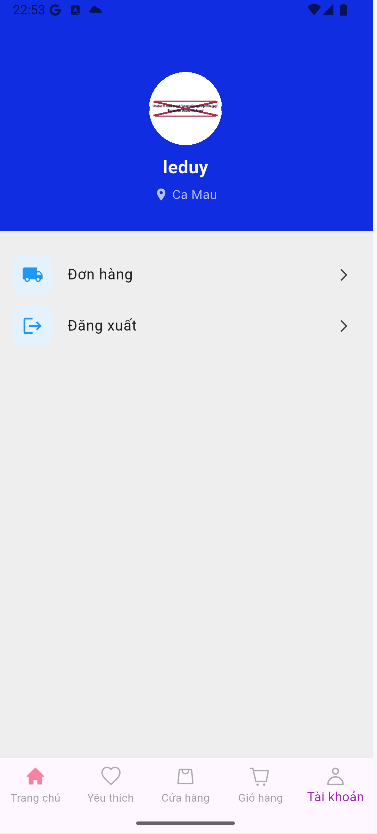 22:53
leduy
Ca Mau
Đơn hàng
Đăng xuất
Trang chủ
Yêu thích
Cửa hàng
Giỏ hàng
Tài khoản